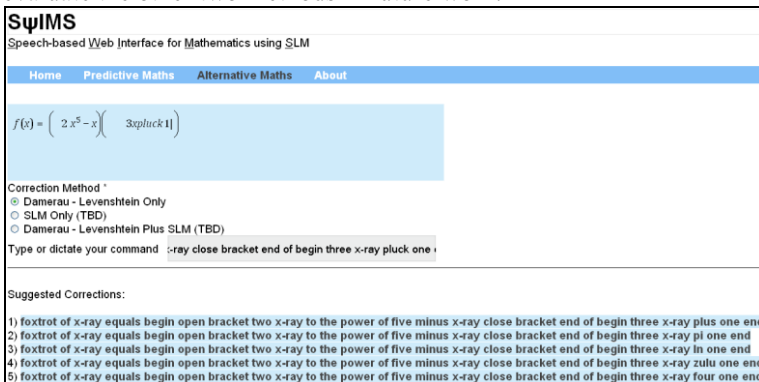 SψIMS
Speech-based Web Interface for Mathematics using SLM
Home Predictive Maths Alternative Maths About
f(x) = ( 2 x^5 − x)( 3xpluck1|)
Correction Method *
Damerau - Levenshtein Only
SLM Only (TBD)
Damerau - Levenshtein Plus SLM (TBD)
Type or dictate your command :-ray close bracket end of begin three x-ray pluck one
Suggested Corrections:
1) foxtrot of x-ray equals begin open bracket two x-ray to the power of five minus x-ray close bracket end of begin three x-ray plus one end
2) foxtrot of x-ray equals begin open bracket two x-ray to the power of five minus x-ray close bracket end of begin three x-ray pi one end
3) foxtrot of x-ray equals begin open bracket two x-ray to the power of five minus x-ray close bracket end of begin three x-ray ln one end
4) foxtrot of x-ray equals begin open bracket two x-ray to the power of five minus x-ray close bracket end of begin three x-ray zulu one end
5) foxtrot of x-ray equals begin open bracket two x-ray to the power of five minus x-ray close bracket end of begin three x-ray four one end